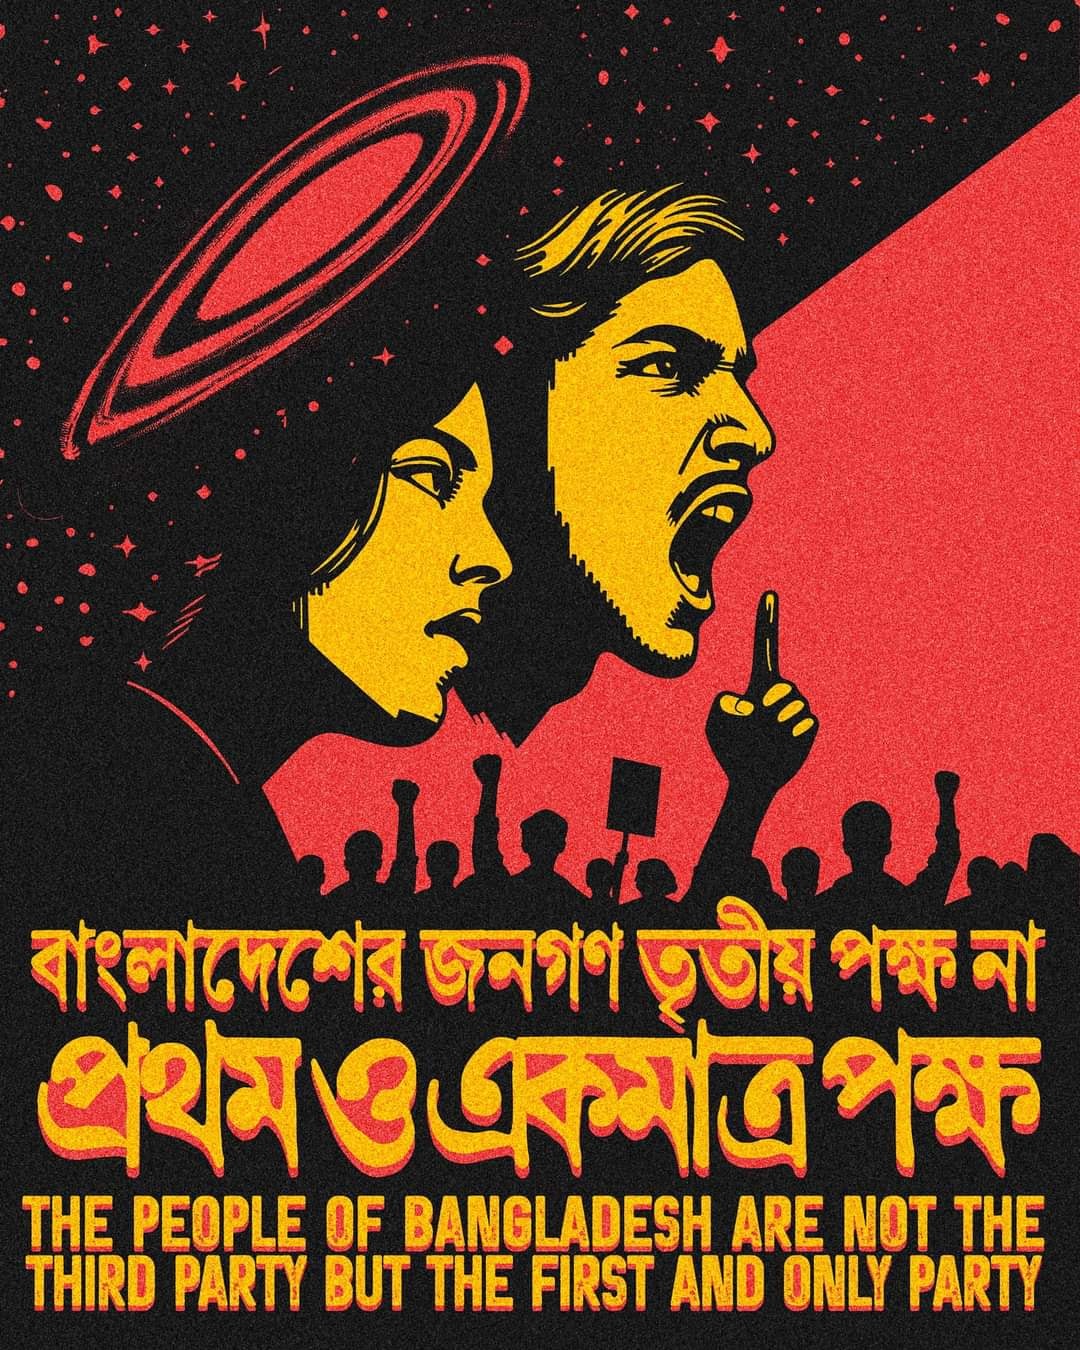 বাংলাদেশের জনগণ তৃতীয় পক্ষ না
প্রথম ও একমাত্র পক্ষ
THE PEOPLE OF BANGLADESH ARE NOT THE
THIRD PARTY BUT THE FIRST AND ONLY PARTY